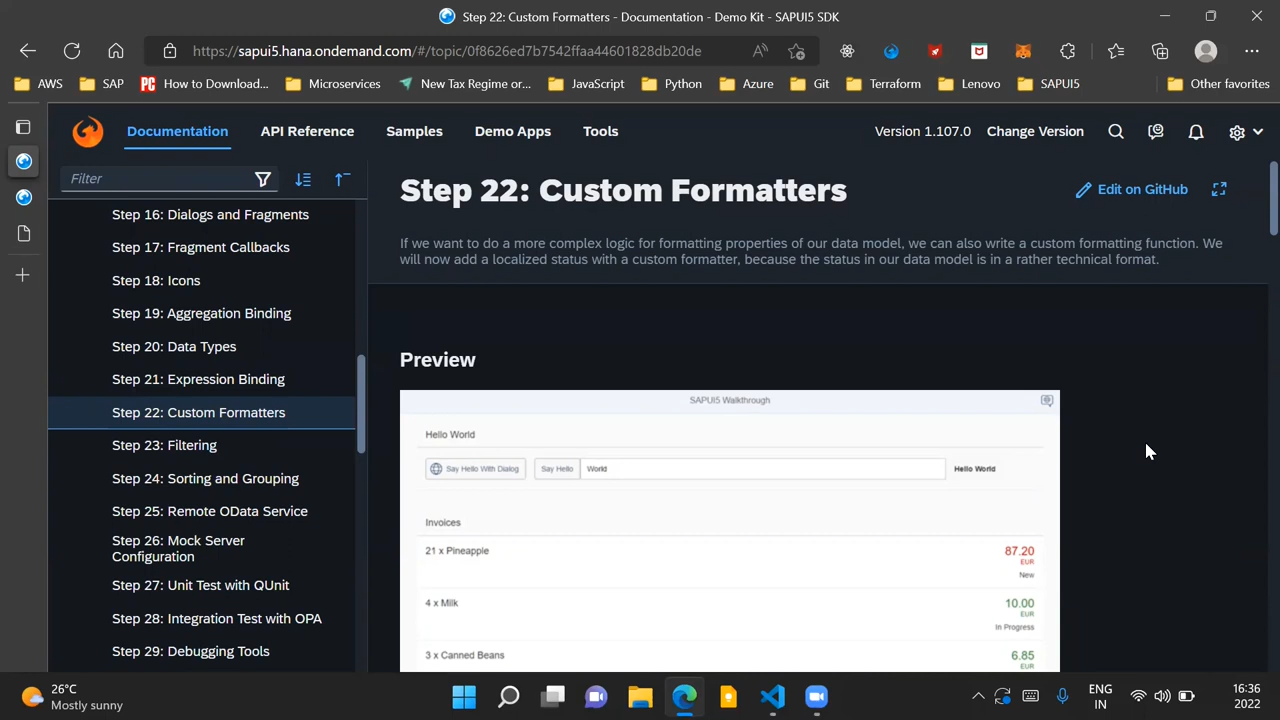 Step 22: Custom Formatters - Documentation - Demo Kit - SAPUI5 SDK
https://sapui5.hana.ondemand.com/#/topic/0f8626ed7b7542ffaa44601828db20de
AWS SAP How to Download... Microservices New Tax Regime or... JavaScript Python Azure Git Terraform Lenovo SAPUI5 Other favorites
Documentation API Reference Samples Demo Apps Tools Version 1.107.0 Change Version
Filter
Step 16: Dialogs and Fragments
Step 17: Fragment Callbacks
Step 18: Icons
Step 19: Aggregation Binding
Step 20: Data Types
Step 21: Expression Binding
Step 22: Custom Formatters
Step 23: Filtering
Step 24: Sorting and Grouping
Step 25: Remote OData Service
Step 26: Mock Server
Configuration
Step 27: Unit Test with QUnit
Step 28: Integration Test with OPA
Step 29: Debugging Tools
Step 22: Custom Formatters
Edit on GitHub
If we want to do a more complex logic for formatting properties of our data model, we can also write a custom formatting function. We
will now add a localized status with a custom formatter, because the status in our data model is in a rather technical format.
Preview
SAPUI5 Walkthrough
Hello World
Say Hello With Dialog Say Hello World Hello World
Invoices
21 x Pineapple 87.20
EUR
New
4 x Milk 10.00
EUR
In Progress
3 x Canned Beans 6.85
EUR
26°C
Mostly sunny
ENG
IN
16:36
2022